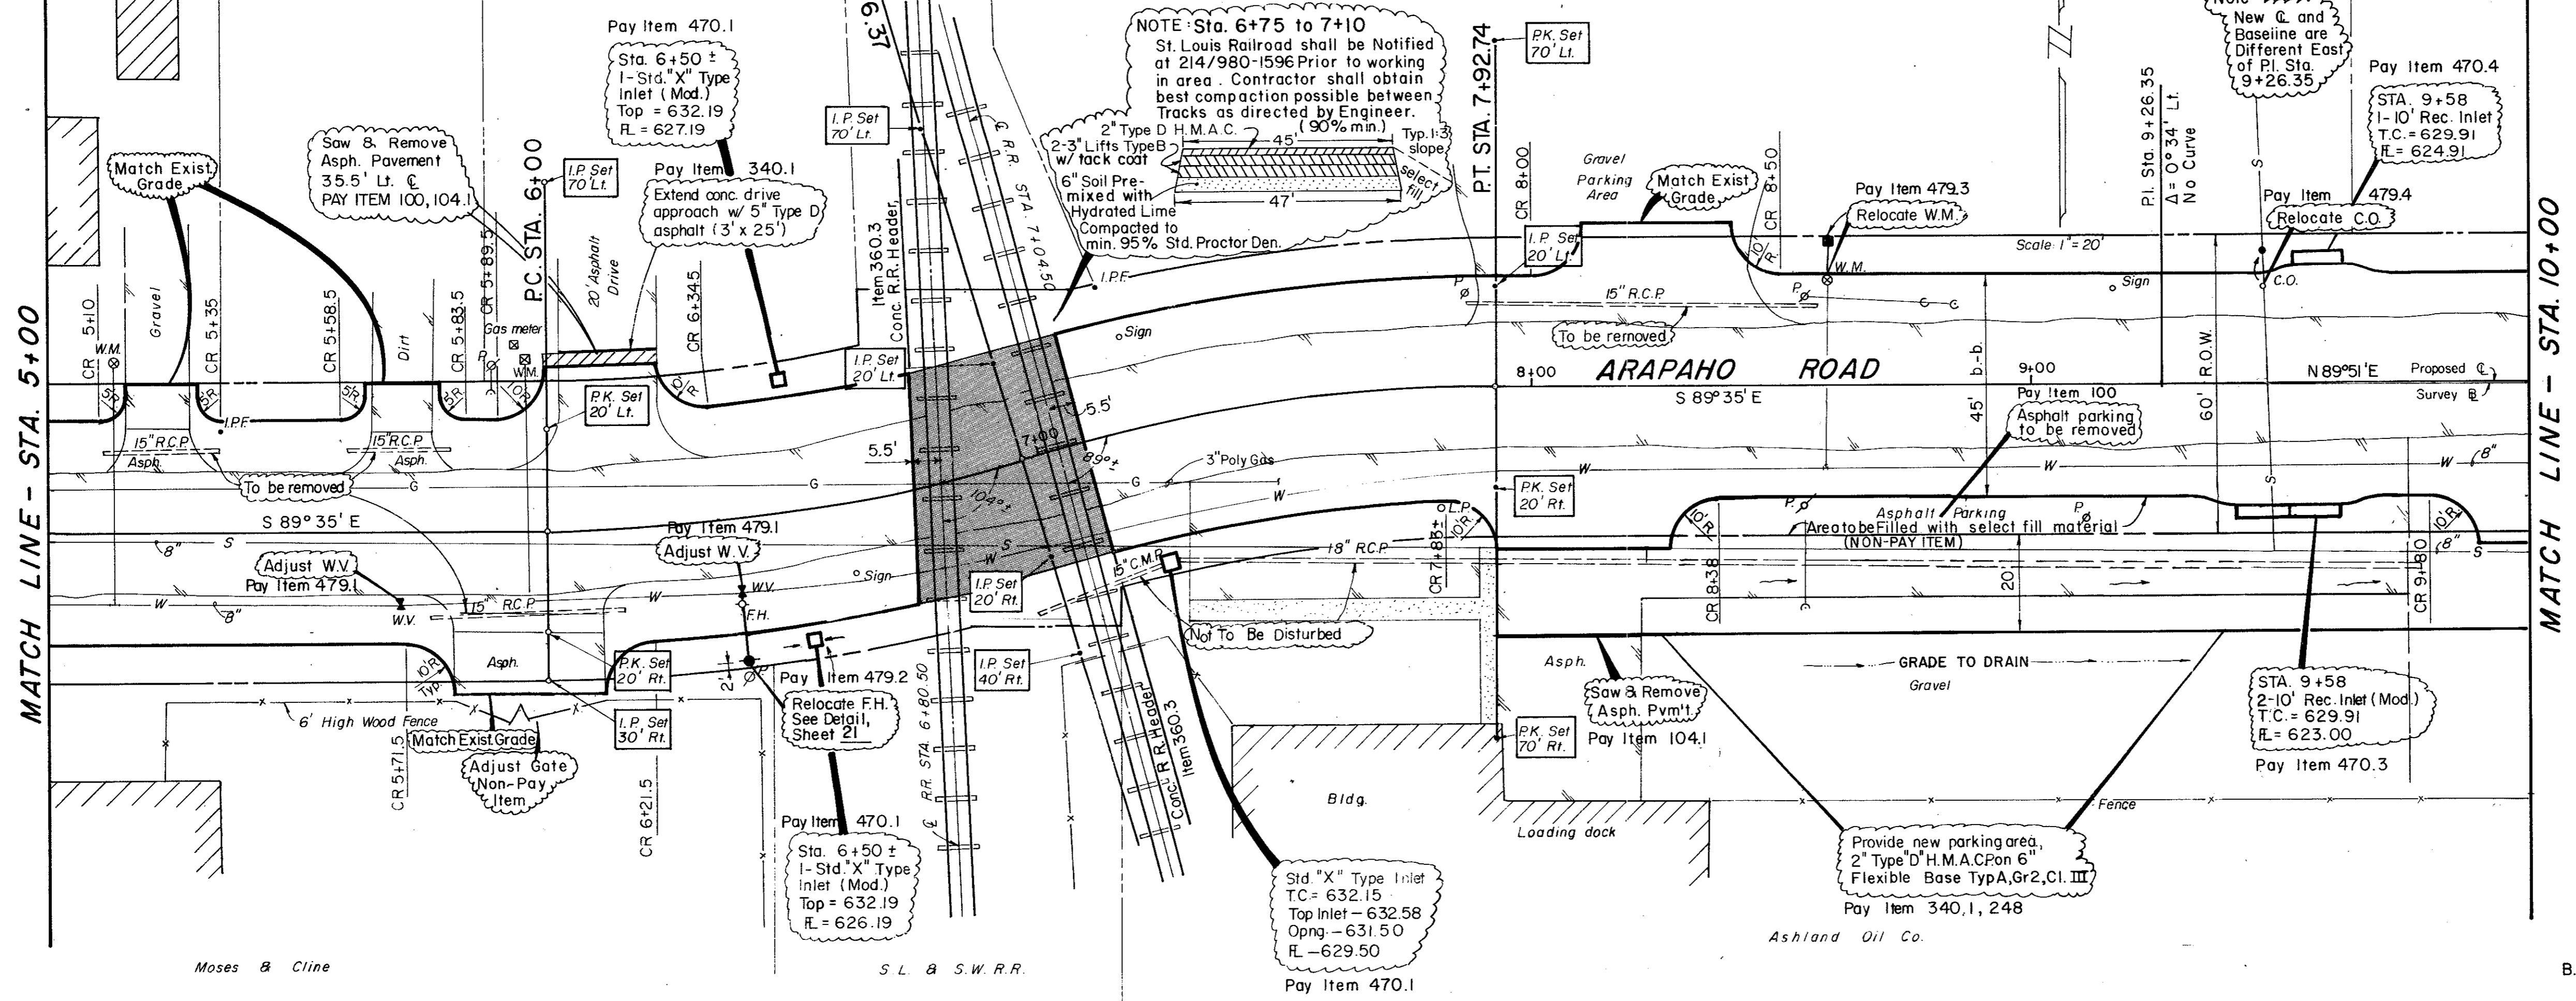 MATCH LINE - STA. 5+00
Match Exist.
Grade
Saw & Remove
Asph. Pavement
35.5' Lt. ℄
PAY ITEM 100, 104.1
Pay Item 470.1
Sta. 6+50 ±
1-Std."X" Type
Inlet (Mod.)
Top = 632.19
FL = 627.19
Pay Item 340.1
Extend conc. drive
approach w/ 5" Type D
asphalt (3' x 25')
I.P. Set
70' Lt.
P.C. STA. 6+00
20' Asphalt
Drive
CR 6+34.5
CR 5+10
Gravel
CR 5+35
CR 5+58.5
Dirt
CR 5+83.5
CR 5+89.5
Gas meter
W.M.
W.M.
P.
5'R.
5'R.
5'R.
5'R.
10'R.
10'R.
I.P.F.
15" R.C.P.
Asph.
15" R.C.P.
Asph.
To be removed
P.K. Set
20' Lt.
G
G
G
S 89° 35' E
8"
S
Adjust W.V.
Pay Item 479.1
W
8"
W.V.
15" R.C.P.
W
Pay Item 479.1
Adjust W.V.
W.V.
F.H.
Sign
10'R.
Typ.
Asph.
P.K. Set
20' Rt.
2'
Pay Item 479.2
Relocate F.H.
See Detail,
Sheet 21
6' High Wood Fence
Match Exist. Grade
I.P. Set
30' Rt.
Adjust Gate
Non-Pay
Item
CR 5+71.5
CR 6+21.5
Pay Item 470.1
Sta. 6+50 ±
1-Std."X" Type
Inlet (Mod.)
Top = 632.19
FL = 626.19
Moses & Cline
6.37
I.P. Set
70' Lt.
Item 360.3
Conc. R.R. Header,
℄ R.R.
STA. 7+04.50
I.P. Set
20' Lt.
5.5'
5.5'
7+00
89°±
104°±
S
W
I.P. Set
20' Rt.
I.P. Set
40' Rt.
℄ R.R. STA. 6+80.50
Conc. R.R. Header
Item 360.3
S.L. & S.W. R.R.
NOTE: Sta. 6+75 to 7+10
St. Louis Railroad shall be Notified
at 214/980-1596 Prior to working
in area. Contractor shall obtain
best compaction possible between
Tracks as directed by Engineer.
(90% min.)
2" Type D H.M.A.C.
45'
Typ. 1:3
slope
2-3" Lifts Type B
w/ tack coat
select
fill
6" Soil Pre-
mixed with
Hydrated Lime
Compacted to
min. 95% Std. Proctor Den.
47'
I.P.F.
Sign
3" Poly Gas
G
W
15" C.M.P.
18" R.C.P.
Not To Be Disturbed
L.P.
10'R.
CR 7+83±
Bldg.
Loading dock
Std. "X" Type Inlet
T.C. = 632.15
Top Inlet - 632.58
Opng. - 631.50
FL - 629.50
Pay Item 470.1
P.K. Set
70' Lt.
P.T. STA. 7+92.74
CR 8+00
Gravel
Parking
Area
Match Exist
Grade
CR 8+50
I.P. Set
20' Lt.
10'R.
P.
15" R.C.P.
P.
To be removed
Pay Item 479.3
Relocate W.M.
W.M.
Scale: 1" = 20'
Sign
8+00
ARAPAHO ROAD
S 89° 35' E
9+00
45' b.-b.
60' R.O.W.
Pay Item 100
Asphalt parking
to be removed
P.K. Set
20' Rt.
W
W
W
8"
10'R.
P.
Asphalt Parking
P.
Area to be Filled with select fill material
(NON-PAY ITEM)
CR 8+38
20'
Asph.
Saw & Remove
Asph. Pvm't.
Pay Item 104.1
P.K. Set
70' Rt.
GRADE TO DRAIN
Gravel
Fence
Provide new parking area,
2" Type "D" H.M.A.C.P. on 6"
Flexible Base Typ A, Gr 2, Cl. III
Pay Item 340.1, 248
Ashland Oil Co.
New ℄ and
Baseline are
Different East
of P.I. Sta.
9+26.35
P.I. Sta. 9+26.35
Δ = 0° 34' Lt.
No Curve
Pay Item 470.4
STA. 9+58
1-10' Rec. Inlet
T.C. = 629.91
FL = 624.91
Pay Item 479.4
Relocate C.O.
C.O.
S
S
N 89° 51' E
Proposed ℄
Survey BL
10'R.
8"
S
CR 9+80
STA. 9+58
2-10' Rec. Inlet (Mod.)
T.C. = 629.91
FL = 623.00
Pay Item 470.3
MATCH LINE - STA. 10+00
B.